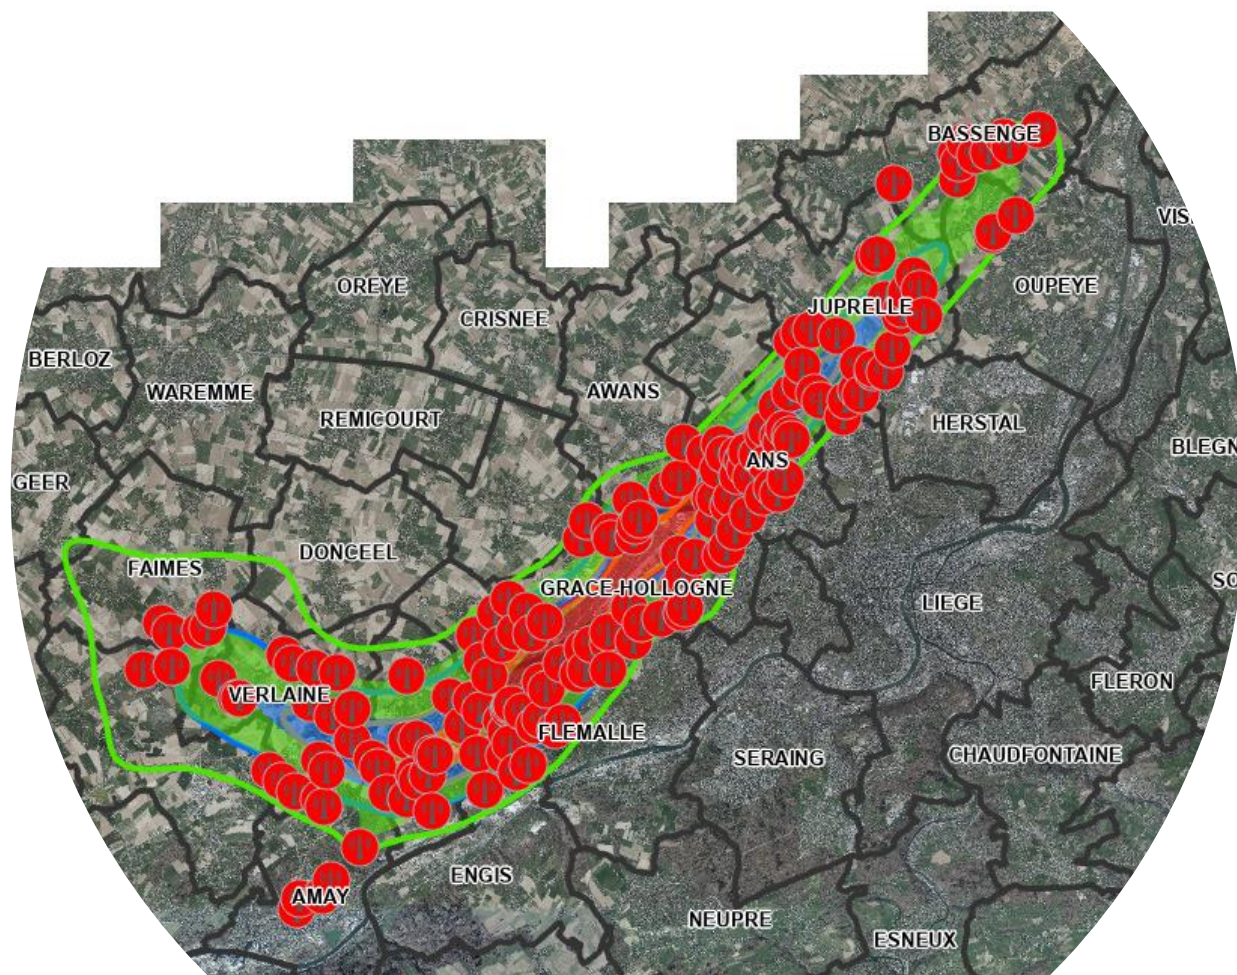 BASSENGE
VIS
OREYE
OUPEYE
JUPRELLE
CRISNEE
BERLOZ
WAREMME
AWANS
REMICOURT
HERSTAL
BLEGN
ANS
GEER
DONCEEL
FAIMES
SO
GRACE-HOLLOGNE
LIEGE
FLERON
VERLAINE
FLEMALLE
SERAING
CHAUDFONTAINE
ENGIS
AMAY
NEUPRE
ESNEUX